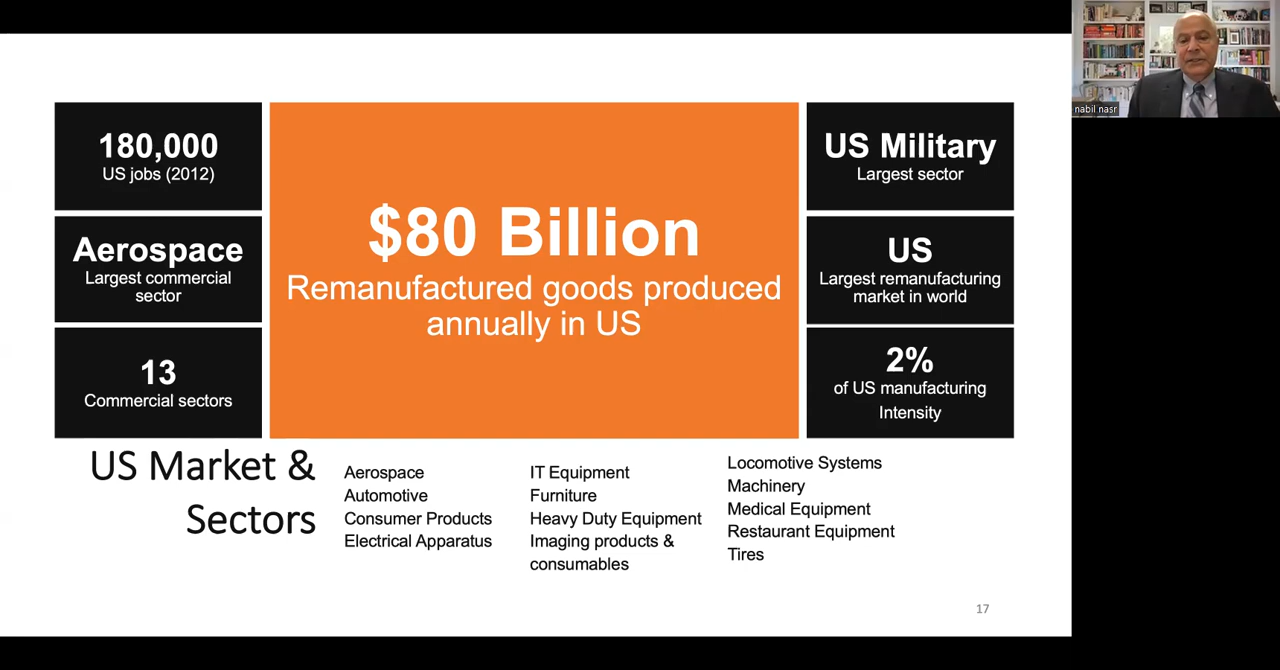 180,000
US jobs (2012)
Aerospace
Largest commercial
sector
13
Commercial sectors
$80 Billion
Remanufactured goods produced
annually in US
US Military
Largest sector
US
Largest remanufacturing
market in world
2%
of US manufacturing
Intensity
US Market &
Sectors
Aerospace
Automotive
Consumer Products
Electrical Apparatus
IT Equipment
Furniture
Heavy Duty Equipment
Imaging products &
consumables
Locomotive Systems
Machinery
Medical Equipment
Restaurant Equipment
Tires
17
nabil nasr